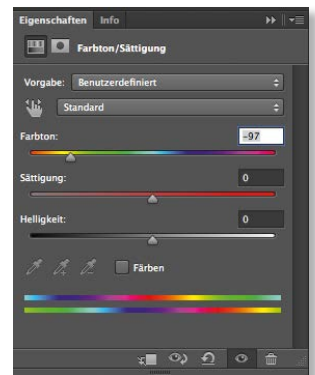 Eigenschaften Info
Farbton/Sättigung
Vorgabe: Benutzerdefiniert
Standard
Farbton: -97
Sättigung: 0
Helligkeit: 0
Färben